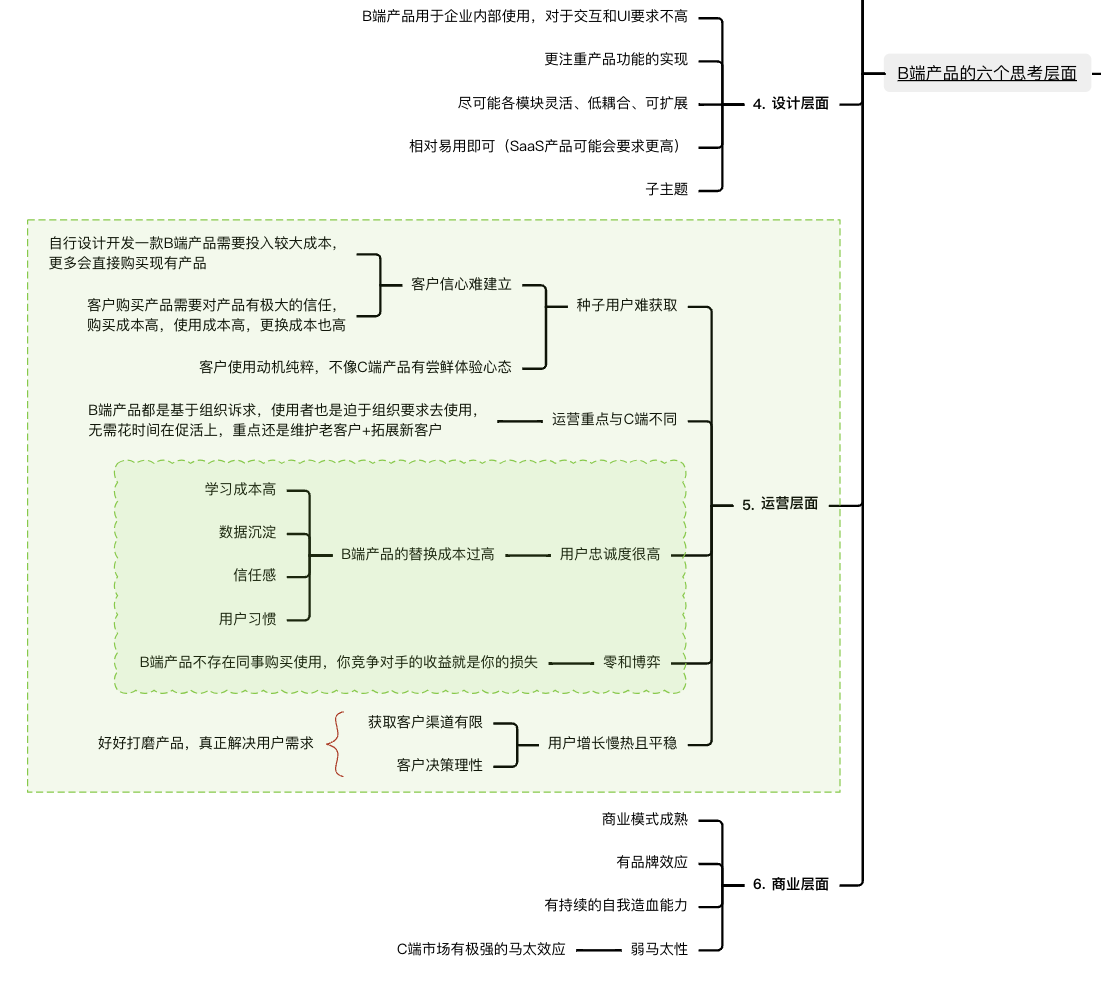 B端产品的六个思考层面
4. 设计层面
B端产品用于企业内部使用，对于交互和UI要求不高
更注重产品功能的实现
尽可能各模块灵活、低耦合、可扩展
相对易用即可（SaaS产品可能会要求更高）
子主题
5. 运营层面
种子用户难获取
客户信心难建立
自行设计开发一款B端产品需要投入较大成本，
更多会直接购买现有产品
客户购买产品需要对产品有极大的信任，
购买成本高，使用成本高，更换成本也高
客户使用动机纯粹，不像C端产品有尝鲜体验心态
运营重点与C端不同
B端产品都是基于组织诉求，使用者也是迫于组织要求去使用，
无需花时间在促活上，重点还是维护老客户+拓展新客户
用户忠诚度很高
B端产品的替换成本过高
学习成本高
数据沉淀
信任感
用户习惯
零和博弈
B端产品不存在同事购买使用，你竞争对手的收益就是你的损失
用户增长慢热且平稳
获取客户渠道有限
客户决策理性
好好打磨产品，真正解决用户需求
6. 商业层面
商业模式成熟
有品牌效应
有持续的自我造血能力
弱马太性
C端市场有极强的马太效应